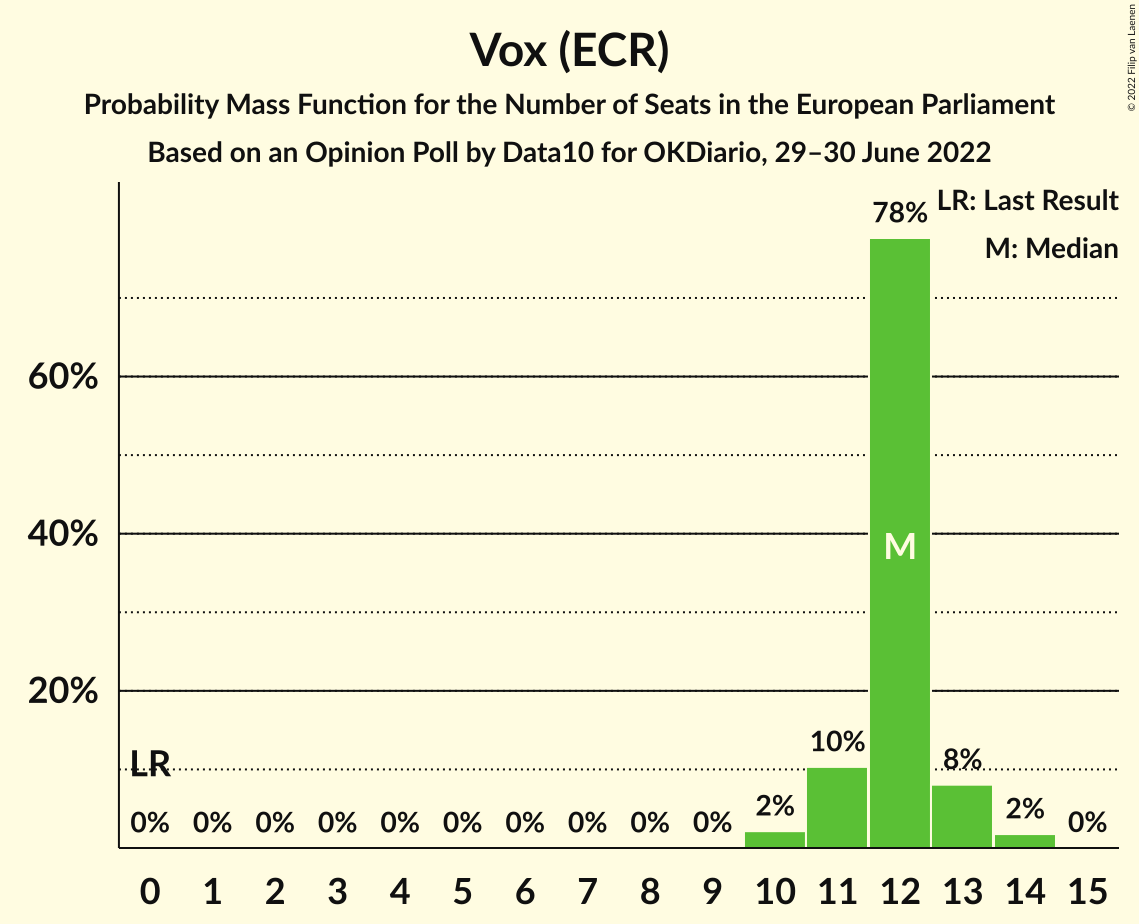 Vox (ECR)
Probability Mass Function for the Number of Seats in the European Parliament
Based on an Opinion Poll by Data10 for OKDiario, 29–30 June 2022
© 2022 Filip van Laenen
LR: Last Result
M: Median
78%
60%
40%
M
20%
LR
10%
8%
0% 0% 0% 0% 0% 0% 0% 0% 0% 0% 2% 2% 0%
0 1 2 3 4 5 6 7 8 9 10 11 12 13 14 15